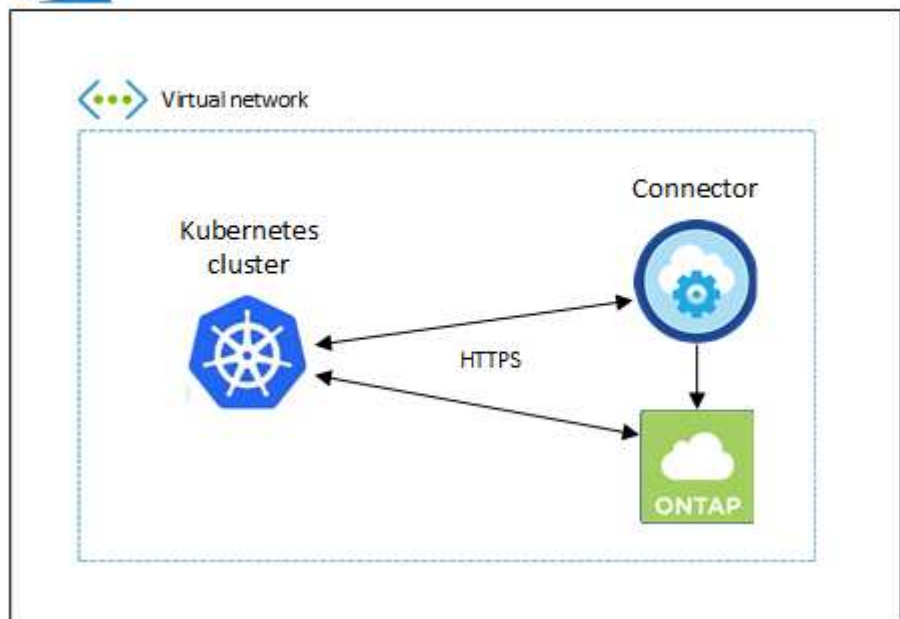 Virtual network
Connector
Kubernetes
cluster
HTTPS
ONTAP